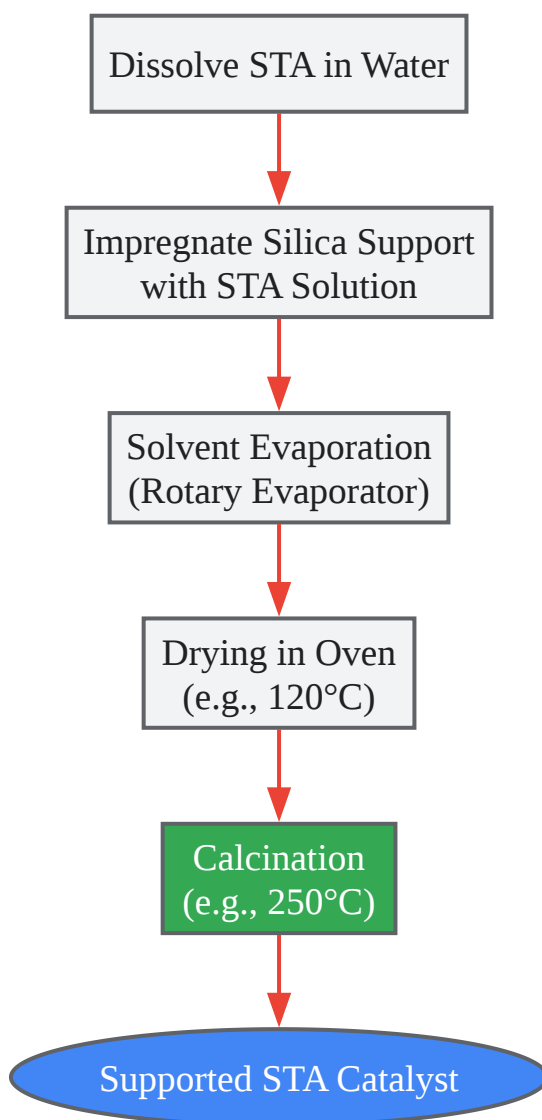 Dissolve STA in Water
Impregnate Silica Support
with STA Solution
Solvent Evaporation
(Rotary Evaporator)
Drying in Oven
(e.g., 120°C)
Calcination
(e.g., 250°C)
Supported STA Catalyst